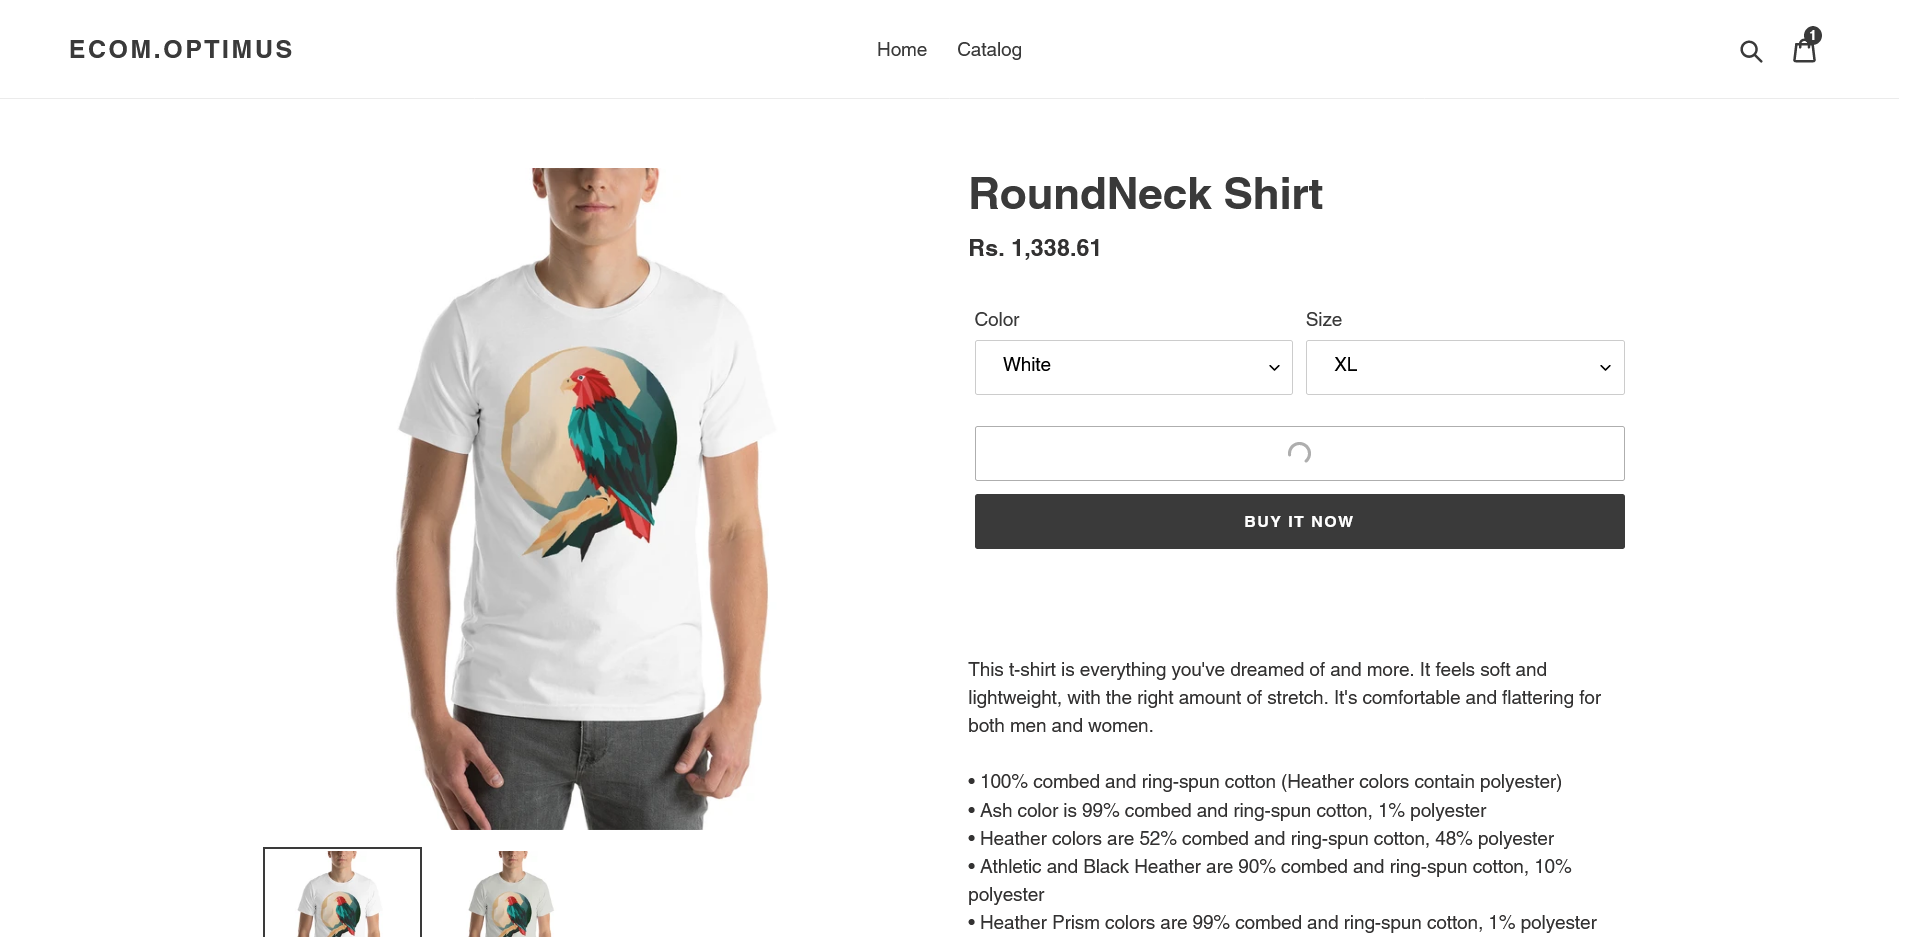 ECOM.OPTIMUS
Home
Catalog
1
RoundNeck Shirt
Rs. 1,338.61
Color
Size
White
XL
BUY IT NOW
This t-shirt is everything you've dreamed of and more. It feels soft and
lightweight, with the right amount of stretch. It's comfortable and flattering for
both men and women.
• 100% combed and ring-spun cotton (Heather colors contain polyester)
• Ash color is 99% combed and ring-spun cotton, 1% polyester
• Heather colors are 52% combed and ring-spun cotton, 48% polyester
• Athletic and Black Heather are 90% combed and ring-spun cotton, 10%
polyester
• Heather Prism colors are 99% combed and ring-spun cotton, 1% polyester